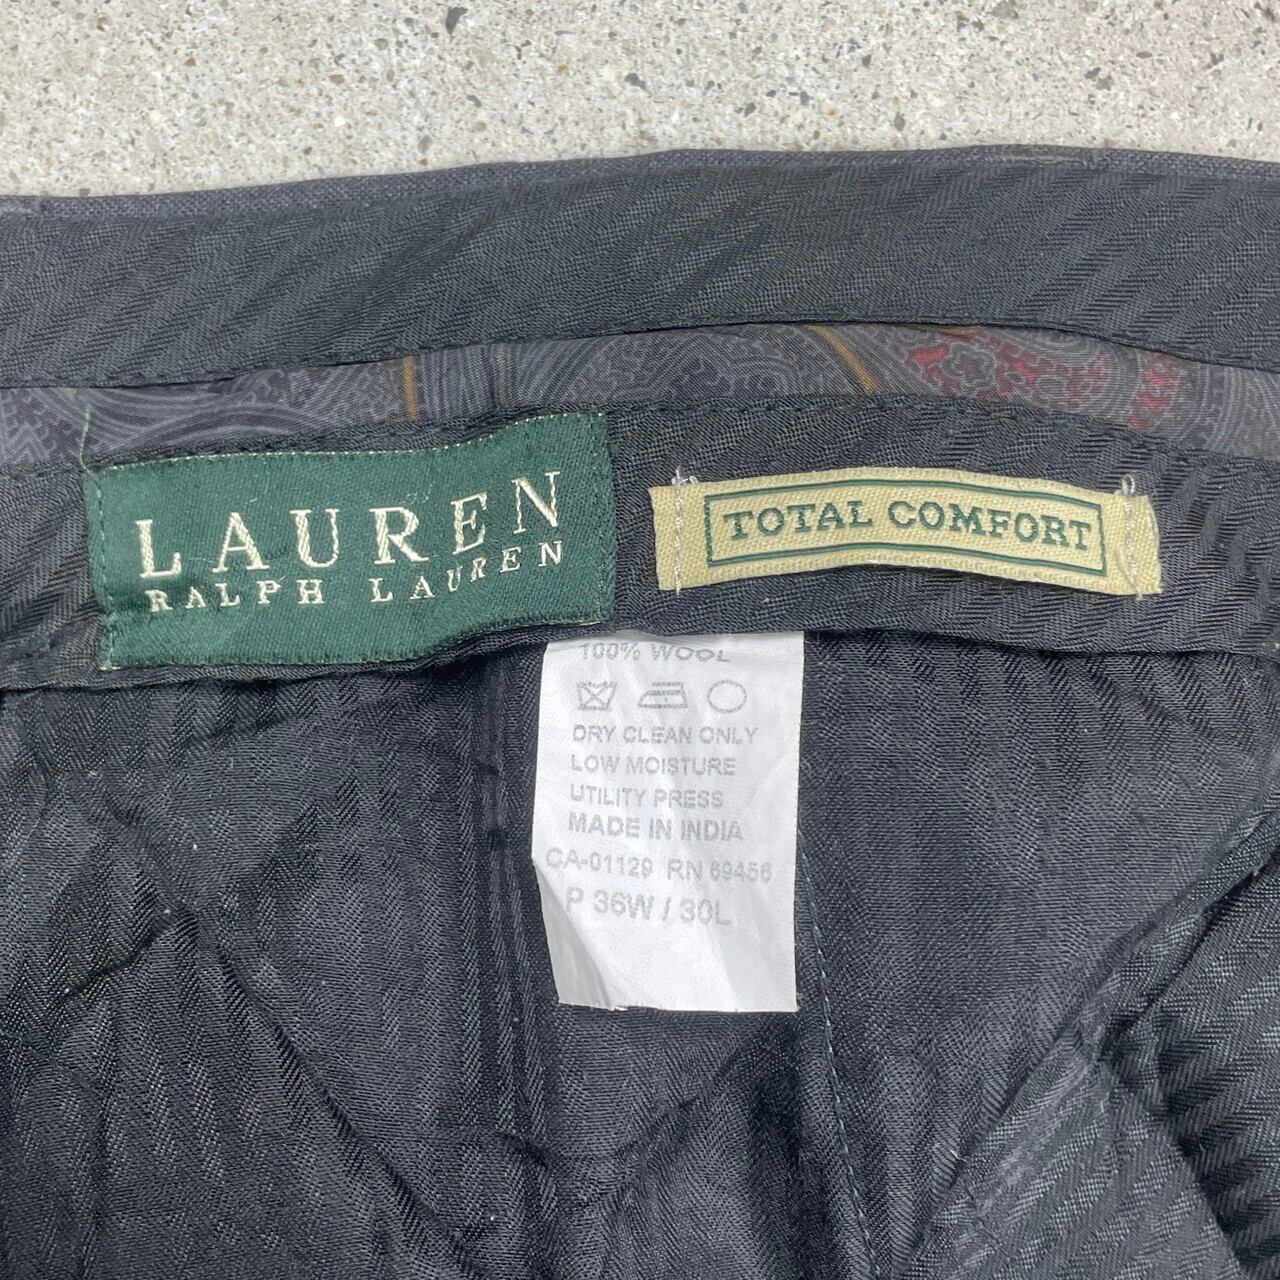 LAUREN
RALPH LAUREN
TOTAL COMFORT
100% WOOL
DRY CLEAN ONLY
LOW MOISTURE
UTILITY PRESS
MADE IN INDIA
CA-01129 RN 69456
P 36W / 30L